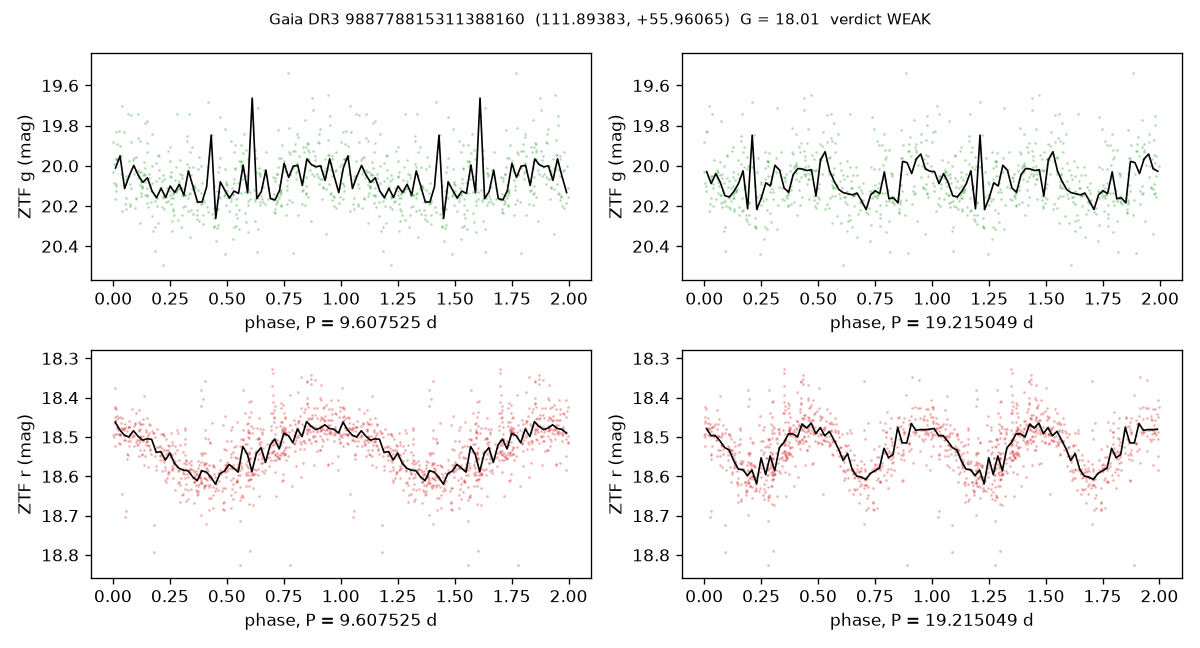 Gaia DR3 988778815311388160  (111.89383, +55.96065)  G = 18.01  verdict WEAK
ZTF g (mag)
19.6
19.8
20.0
20.2
20.4
0.00 0.25 0.50 0.75 1.00 1.25 1.50 1.75 2.00
phase, P = 9.607525 d
0.00 0.25 0.50 0.75 1.00 1.25 1.50 1.75 2.00
phase, P = 19.215049 d
ZTF g (mag)
19.6
19.8
20.0
20.2
20.4
ZTF r (mag)
18.3
18.4
18.5
18.6
18.7
18.8
0.00 0.25 0.50 0.75 1.00 1.25 1.50 1.75 2.00
phase, P = 9.607525 d
ZTF r (mag)
18.3
18.4
18.5
18.6
18.7
18.8
0.00 0.25 0.50 0.75 1.00 1.25 1.50 1.75 2.00
phase, P = 19.215049 d